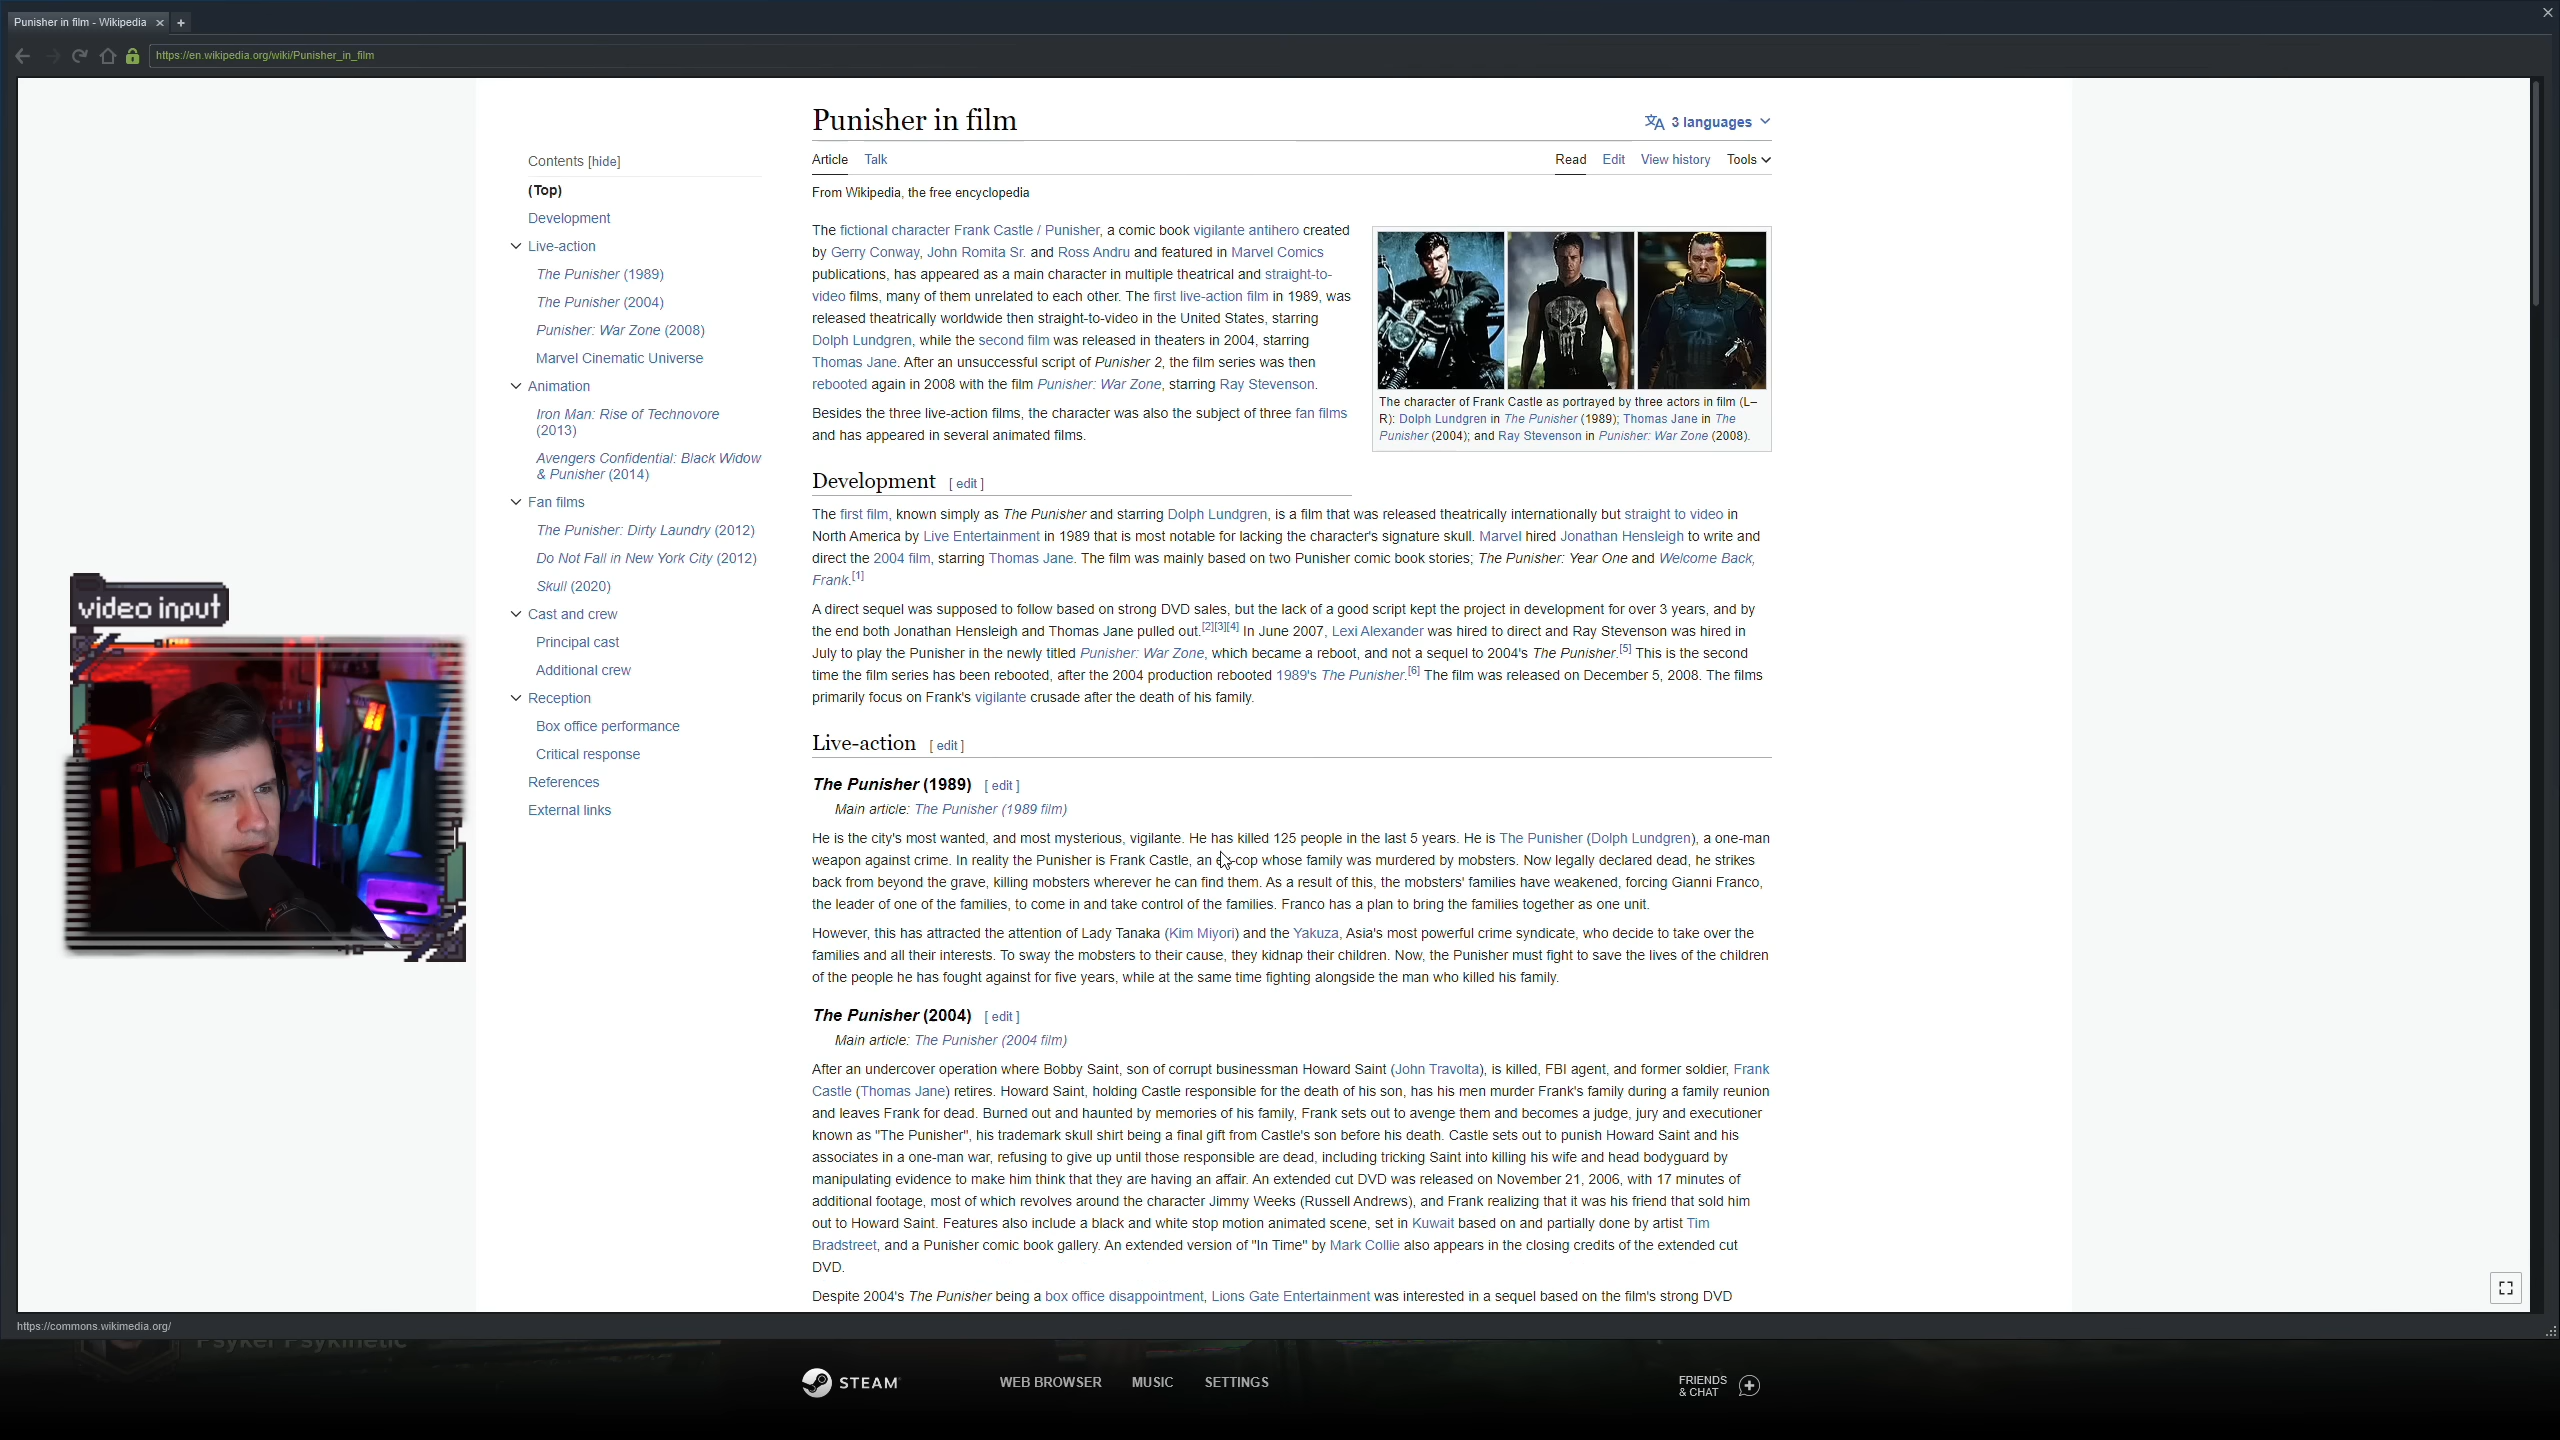 Punisher in film - Wikipedia
https://en.wikipedia.org/wiki/Punisher_in_film
Punisher in film
3 languages
Article Talk
Read Edit View history Tools
From Wikipedia, the free encyclopedia
Contents [hide]
(Top)
Development
Live-action
The Punisher (1989)
The Punisher (2004)
Punisher: War Zone (2008)
Marvel Cinematic Universe
Animation
Iron Man: Rise of Technovore
(2013)
Avengers Confidential: Black Widow
& Punisher (2014)
Fan films
The Punisher: Dirty Laundry (2012)
Do Not Fall in New York City (2012)
Skull (2020)
Cast and crew
Principal cast
Additional crew
Reception
Box office performance
Critical response
References
External links
The fictional character Frank Castle / Punisher, a comic book vigilante antihero created
by Gerry Conway, John Romita Sr. and Ross Andru and featured in Marvel Comics
publications, has appeared as a main character in multiple theatrical and straight-to-
video films, many of them unrelated to each other. The first live-action film in 1989, was
released theatrically worldwide then straight-to-video in the United States, starring
Dolph Lundgren, while the second film was released in theaters in 2004, starring
Thomas Jane. After an unsuccessful script of Punisher 2, the film series was then
rebooted again in 2008 with the film Punisher: War Zone, starring Ray Stevenson.
Besides the three live-action films, the character was also the subject of three fan films
and has appeared in several animated films.
The character of Frank Castle as portrayed by three actors in film (L–
R): Dolph Lundgren in The Punisher (1989); Thomas Jane in The
Punisher (2004); and Ray Stevenson in Punisher: War Zone (2008).
Development [ edit ]
The first film, known simply as The Punisher and starring Dolph Lundgren, is a film that was released theatrically internationally but straight to video in
North America by Live Entertainment in 1989 that is most notable for lacking the character's signature skull. Marvel hired Jonathan Hensleigh to write and
direct the 2004 film, starring Thomas Jane. The film was mainly based on two Punisher comic book stories; The Punisher: Year One and Welcome Back,
Frank.[1]
A direct sequel was supposed to follow based on strong DVD sales, but the lack of a good script kept the project in development for over 3 years, and by
the end both Jonathan Hensleigh and Thomas Jane pulled out.[2][3][4] In June 2007, Lexi Alexander was hired to direct and Ray Stevenson was hired in
July to play the Punisher in the newly titled Punisher: War Zone, which became a reboot, and not a sequel to 2004's The Punisher.[5] This is the second
time the film series has been rebooted, after the 2004 production rebooted 1989's The Punisher.[6] The film was released on December 5, 2008. The films
primarily focus on Frank's vigilante crusade after the death of his family.
Live-action [ edit ]
The Punisher (1989) [ edit ]
Main article: The Punisher (1989 film)
He is the city's most wanted, and most mysterious, vigilante. He has killed 125 people in the last 5 years. He is The Punisher (Dolph Lundgren), a one-man
weapon against crime. In reality the Punisher is Frank Castle, an ex-cop whose family was murdered by mobsters. Now legally declared dead, he strikes
back from beyond the grave, killing mobsters wherever he can find them. As a result of this, the mobsters' families have weakened, forcing Gianni Franco,
the leader of one of the families, to come in and take control of the families. Franco has a plan to bring the families together as one unit.
However, this has attracted the attention of Lady Tanaka (Kim Miyori) and the Yakuza, Asia's most powerful crime syndicate, who decide to take over the
families and all their interests. To sway the mobsters to their cause, they kidnap their children. Now, the Punisher must fight to save the lives of the children
of the people he has fought against for five years, while at the same time fighting alongside the man who killed his family.
The Punisher (2004) [ edit ]
Main article: The Punisher (2004 film)
After an undercover operation where Bobby Saint, son of corrupt businessman Howard Saint (John Travolta), is killed, FBI agent, and former soldier, Frank
Castle (Thomas Jane) retires. Howard Saint, holding Castle responsible for the death of his son, has his men murder Frank's family during a family reunion
and leaves Frank for dead. Burned out and haunted by memories of his family, Frank sets out to avenge them and becomes a judge, jury and executioner
known as "The Punisher", his trademark skull shirt being a final gift from Castle's son before his death. Castle sets out to punish Howard Saint and his
associates in a one-man war, refusing to give up until those responsible are dead, including tricking Saint into killing his wife and head bodyguard by
manipulating evidence to make him think that they are having an affair. An extended cut DVD was released on November 21, 2006, with 17 minutes of
additional footage, most of which revolves around the character Jimmy Weeks (Russell Andrews), and Frank realizing that it was his friend that sold him
out to Howard Saint. Features also include a black and white stop motion animated scene, set in Kuwait based on and partially done by artist Tim
Bradstreet, and a Punisher comic book gallery. An extended version of "In Time" by Mark Collie also appears in the closing credits of the extended cut
DVD.
Despite 2004's The Punisher being a box office disappointment, Lions Gate Entertainment was interested in a sequel based on the film's strong DVD
video input
https://commons.wikimedia.org/
Psyker Psykinetic
STEAM
WEB BROWSER MUSIC SETTINGS
FRIENDS
& CHAT